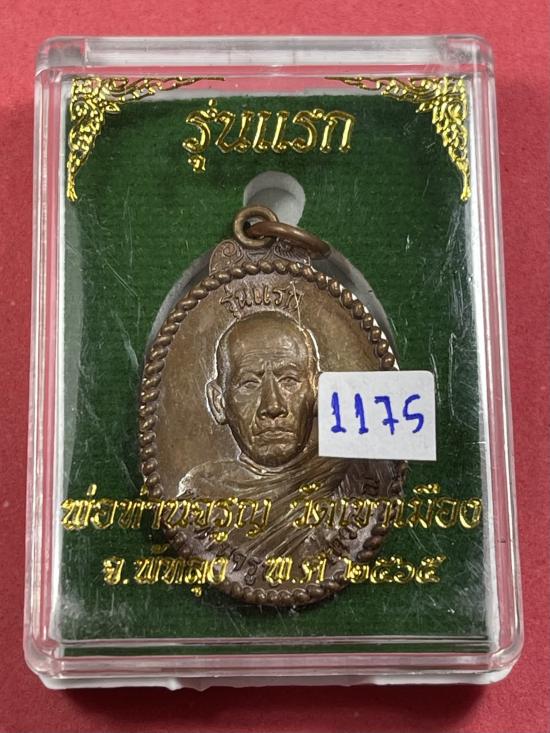 รุ่นแรก
รุ่นแรก
1175
พ่อท่านจรูญ วัดเขาเมือง
จ.พัทลุง พ.ศ ๒๕๖๕